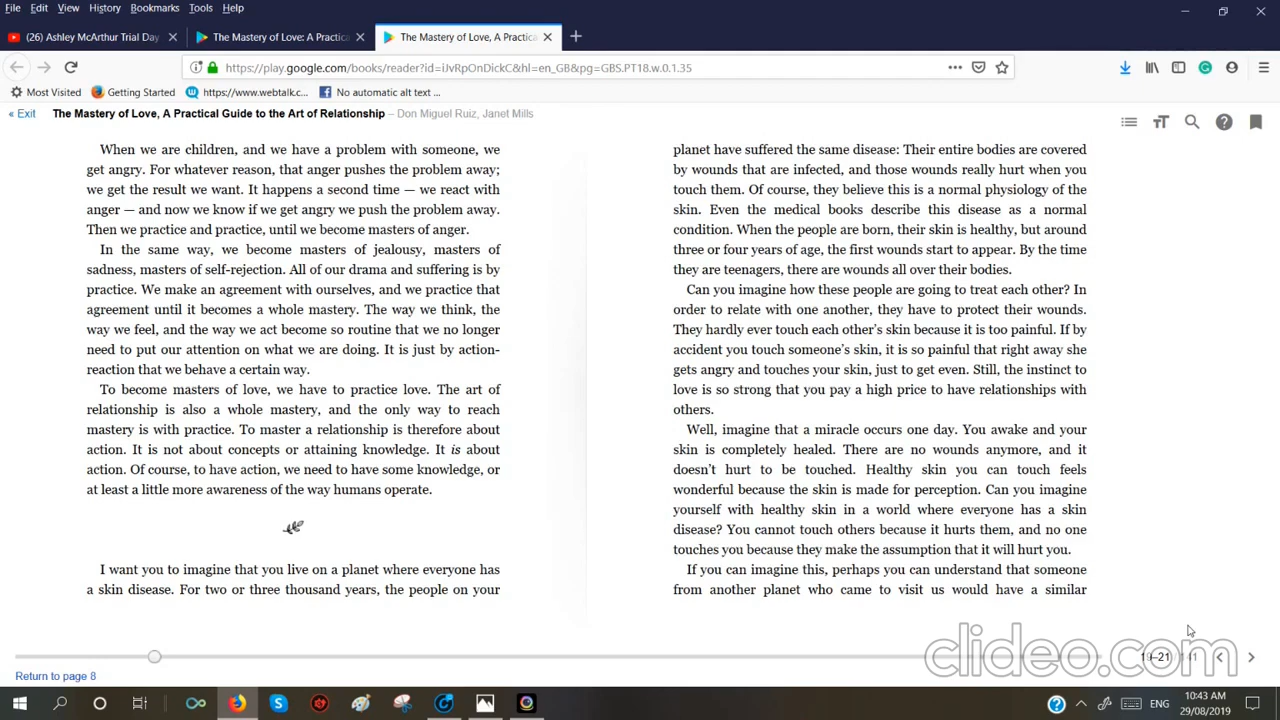 File Edit View History Bookmarks Tools Help
(26) Ashley McArthur Trial Day
The Mastery of Love: A Practica
The Mastery of Love, A Practica
https://play.google.com/books/reader?id=iJvRpOnDickC&hl=en_GB&pg=GBS.PT18.w.0.1.35
Most Visited Getting Started https://www.webtalk.c... No automatic alt text ...
« Exit The Mastery of Love, A Practical Guide to the Art of Relationship – Don Miguel Ruiz, Janet Mills
When we are children, and we have a problem with someone, we
get angry. For whatever reason, that anger pushes the problem away;
we get the result we want. It happens a second time — we react with
anger — and now we know if we get angry we push the problem away.
Then we practice and practice, until we become masters of anger.
In the same way, we become masters of jealousy, masters of
sadness, masters of self-rejection. All of our drama and suffering is by
practice. We make an agreement with ourselves, and we practice that
agreement until it becomes a whole mastery. The way we think, the
way we feel, and the way we act become so routine that we no longer
need to put our attention on what we are doing. It is just by action-
reaction that we behave a certain way.
To become masters of love, we have to practice love. The art of
relationship is also a whole mastery, and the only way to reach
mastery is with practice. To master a relationship is therefore about
action. It is not about concepts or attaining knowledge. It is about
action. Of course, to have action, we need to have some knowledge, or
at least a little more awareness of the way humans operate.
I want you to imagine that you live on a planet where everyone has
a skin disease. For two or three thousand years, the people on your
planet have suffered the same disease: Their entire bodies are covered
by wounds that are infected, and those wounds really hurt when you
touch them. Of course, they believe this is a normal physiology of the
skin. Even the medical books describe this disease as a normal
condition. When the people are born, their skin is healthy, but around
three or four years of age, the first wounds start to appear. By the time
they are teenagers, there are wounds all over their bodies.
Can you imagine how these people are going to treat each other? In
order to relate with one another, they have to protect their wounds.
They hardly ever touch each other's skin because it is too painful. If by
accident you touch someone's skin, it is so painful that right away she
gets angry and touches your skin, just to get even. Still, the instinct to
love is so strong that you pay a high price to have relationships with
others.
Well, imagine that a miracle occurs one day. You awake and your
skin is completely healed. There are no wounds anymore, and it
doesn't hurt to be touched. Healthy skin you can touch feels
wonderful because the skin is made for perception. Can you imagine
yourself with healthy skin in a world where everyone has a skin
disease? You cannot touch others because it hurts them, and no one
touches you because they make the assumption that it will hurt you.
If you can imagine this, perhaps you can understand that someone
from another planet who came to visit us would have a similar
clideo.com
19–21
Return to page 8
ENG
10:43 AM
29/08/2019